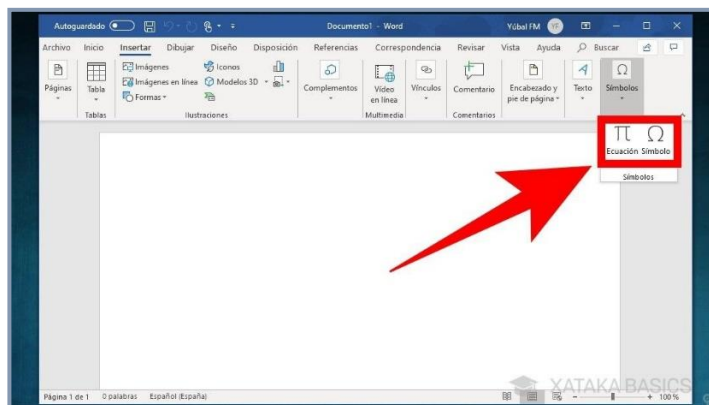 Autoguardado Documento1 - Word Yúbal FM YF
Archivo Inicio Insertar Dibujar Diseño Disposición Referencias Correspondencia Revisar Vista Ayuda Buscar
Páginas
Tabla
Tablas
Imágenes
Imágenes en línea
Formas
Iconos
Modelos 3D
Ilustraciones
Complementos
Vídeo
en línea
Multimedia
Vínculos
Comentario
Comentarios
Encabezado y
pie de página
Texto
Símbolos
π Ω
Ecuación Símbolo
Símbolos
XATAKA BASICS
Página 1 de 1 0 palabras Español (España) 100 %